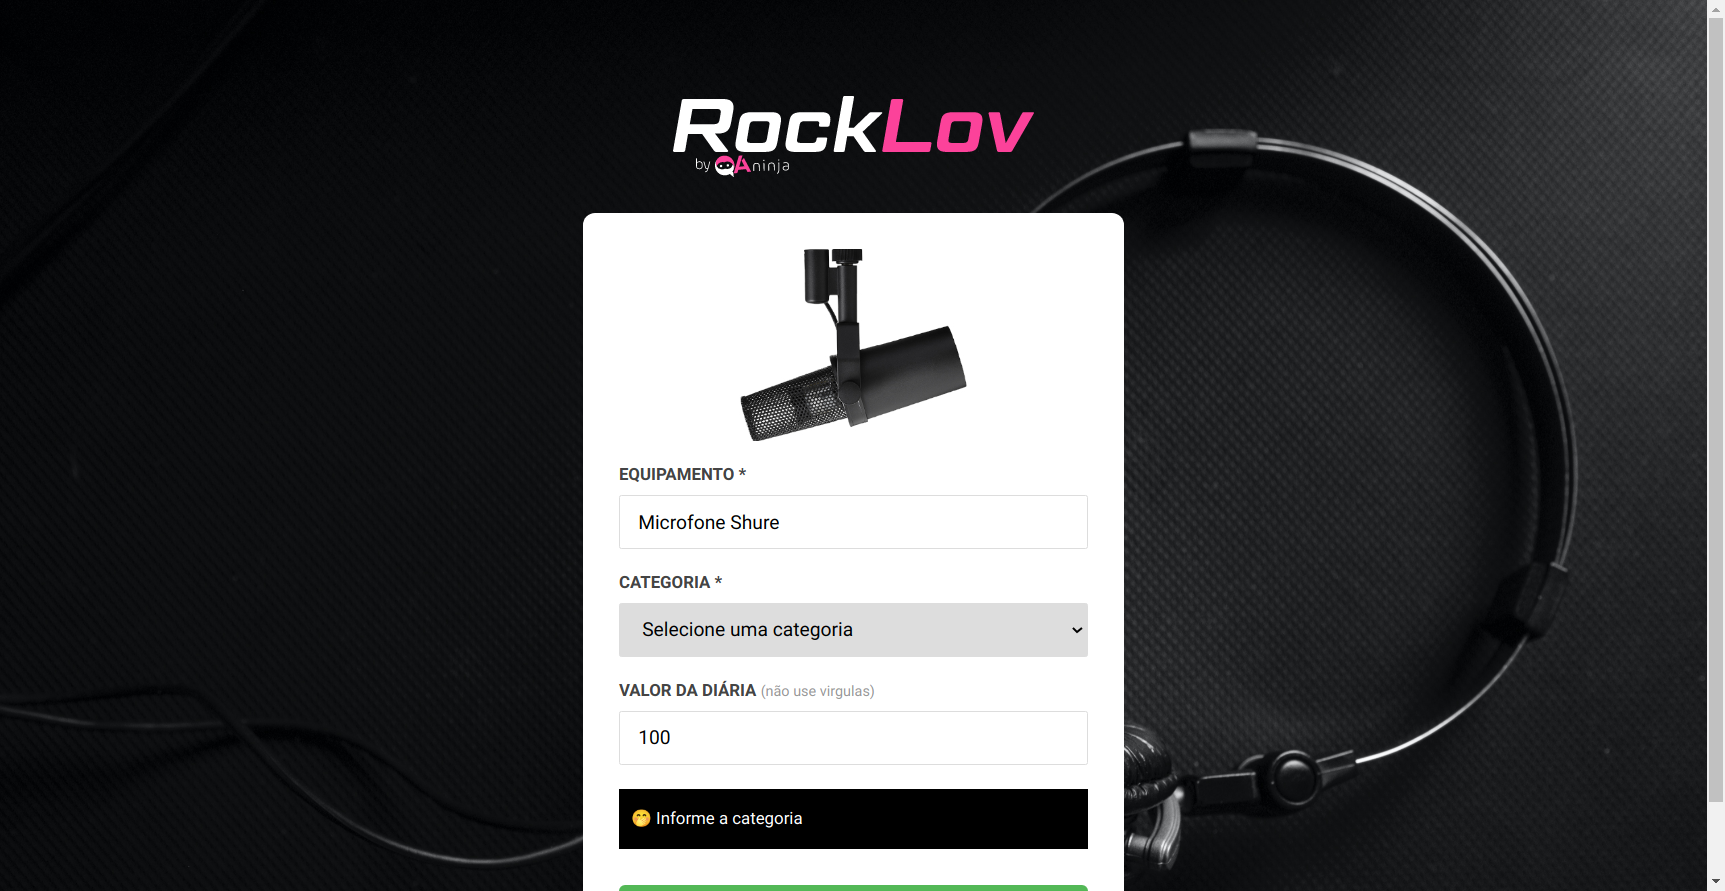 RockLov
by QAninja
EQUIPAMENTO *
Microfone Shure
CATEGORIA *
Selecione uma categoria
VALOR DA DIÁRIA (não use virgulas)
100
🤭 Informe a categoria